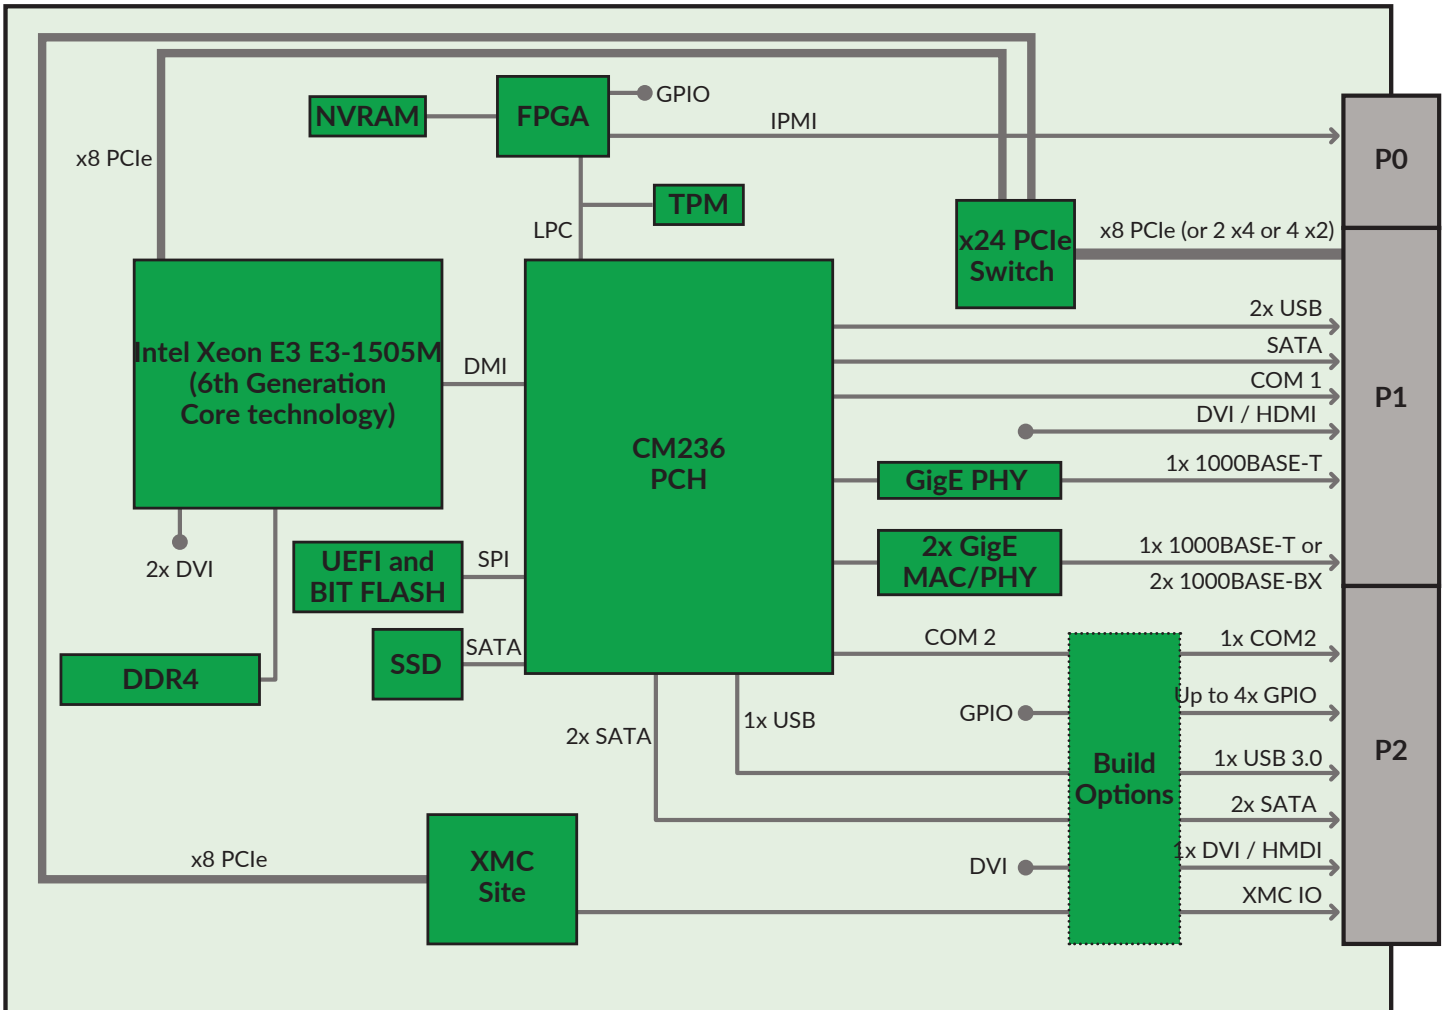 NVRAM
FPGA
GPIO
IPMI
P0
x8 PCIe
TPM
LPC
x24 PCIe
Switch
x8 PCIe (or 2 x4 or 4 x2)
Intel Xeon E3 E3-1505M
(6th Generation
Core technology)
DMI
CM236
PCH
2x USB
SATA
COM 1
DVI / HDMI
P1
GigE PHY
1x 1000BASE-T
2x GigE
MAC/PHY
1x 1000BASE-T or
2x 1000BASE-BX
2x DVI
UEFI and
BIT FLASH
SPI
SSD
SATA
DDR4
COM 2
1x COM2
GPIO
Up to 4x GPIO
2x SATA
1x USB
Build
Options
1x USB 3.0
2x SATA
P2
DVI
1x DVI / HMDI
XMC IO
x8 PCIe
XMC
Site